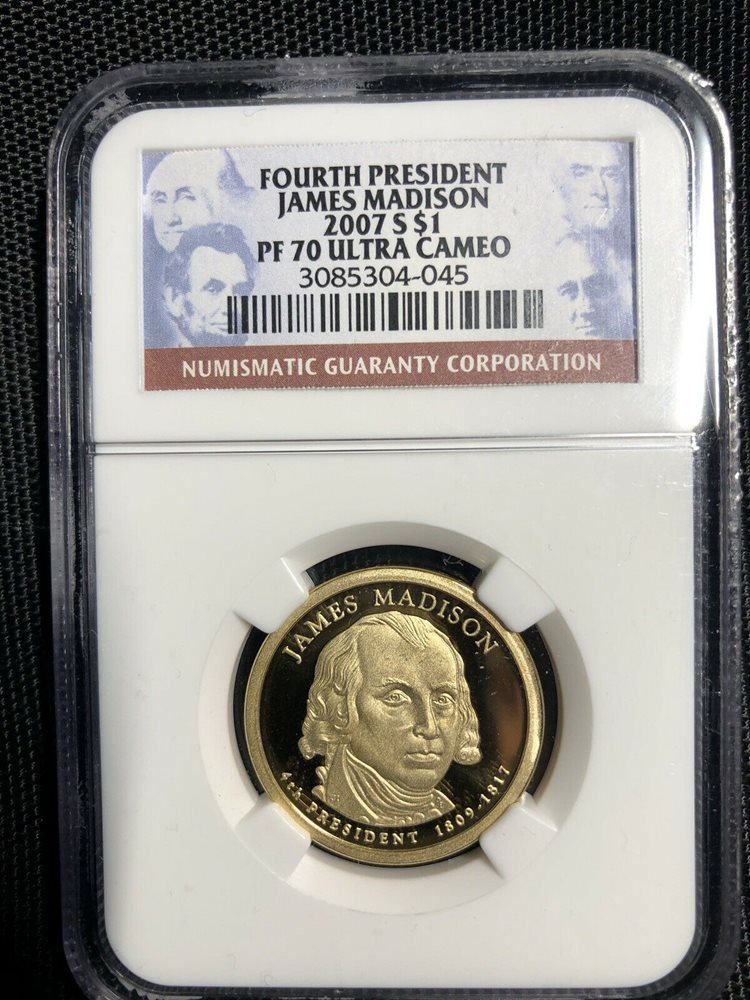 FOURTH PRESIDENT
JAMES MADISON
2007 S $1
PF 70 ULTRA CAMEO
3085304-045
NUMISMATIC GUARANTY CORPORATION
JAMES MADISON
4th PRESIDENT 1809-1817